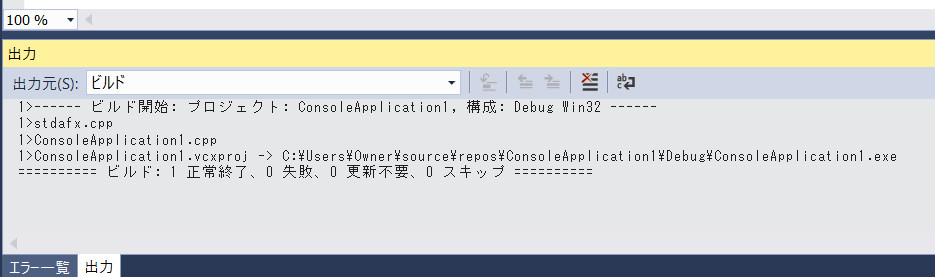 100 %
出力
出力元(S): ビルド
1>------ ビルド開始: プロジェクト: ConsoleApplication1, 構成: Debug Win32 ------
1>stdafx.cpp
1>ConsoleApplication1.cpp
1>ConsoleApplication1.vcxproj -> C:¥Users¥Owner¥source¥repos¥ConsoleApplication1¥Debug¥ConsoleApplication1.exe
========== ビルド: 1 正常終了、0 失敗、0 更新不要、0 スキップ ==========
エラー一覧 出力